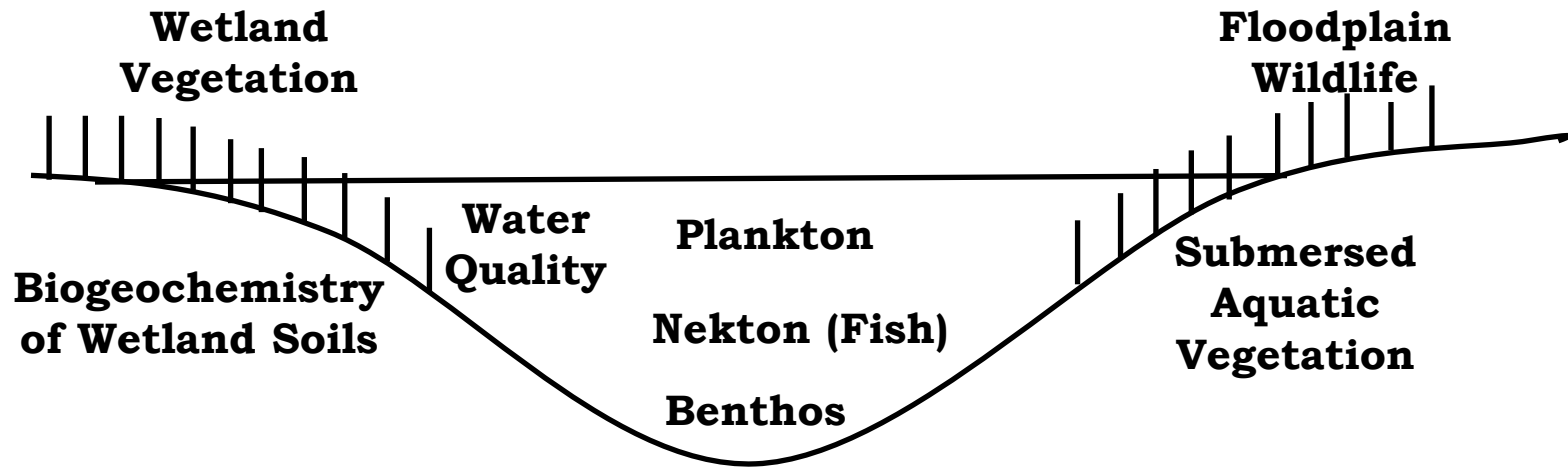 Wetland
Vegetation
Floodplain
Wildlife
Water
Quality
Plankton
Biogeochemistry
of Wetland Soils
Nekton (Fish)
Submersed
Aquatic
Vegetation
Benthos